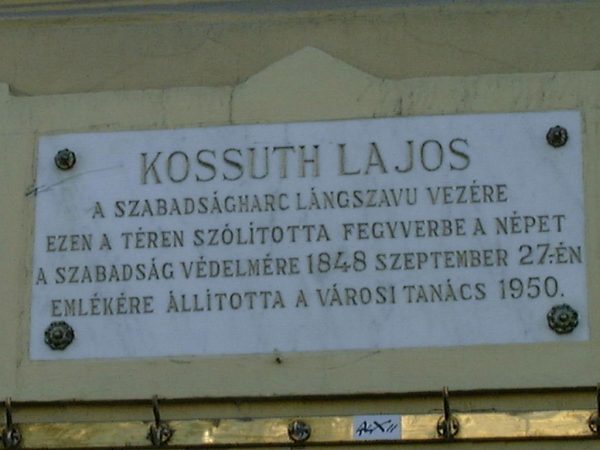 KOSSUTH LAJOS
A SZABADSÁGHARC LÁNGSZAVU VEZÉRE
EZEN A TÉREN SZÓLÍTOTTA FEGYVERBE A NÉPET
A SZABADSÁG VÉDELMÉRE 1848 SZEPTEMBER 27-ÉN
EMLÉKÉRE ÁLLÍTOTTA A VÁROSI TANÁCS 1950.